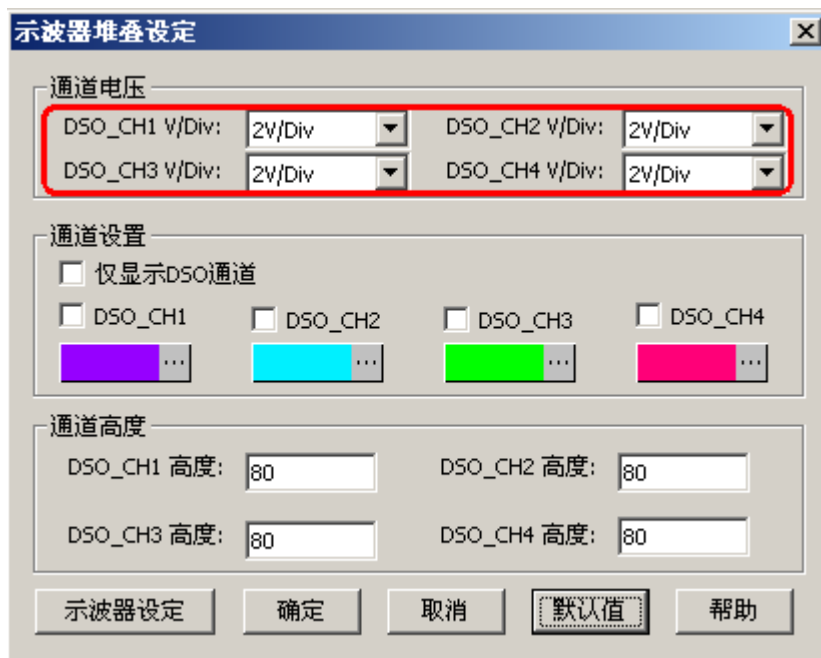 示波器堆叠设定
通道电压
DSO_CH1 V/Div: 2V/Div DSO_CH2 V/Div: 2V/Div
DSO_CH3 V/Div: 2V/Div DSO_CH4 V/Div: 2V/Div
通道设置
仅显示DSO通道
DSO_CH1 DSO_CH2 DSO_CH3 DSO_CH4
... ... ... ...
通道高度
DSO_CH1 高度: 80 DSO_CH2 高度: 80
DSO_CH3 高度: 80 DSO_CH4 高度: 80
示波器设定 确定 取消 默认值 帮助